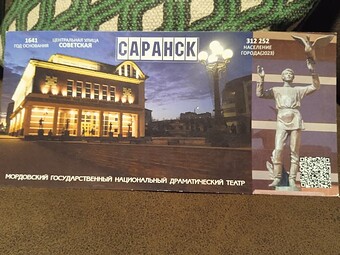 1641
ГОД ОСНОВАНИЯ
ЦЕНТРАЛЬНАЯ УЛИЦА
СОВЕТСКАЯ
САРАНСК
312 252
НАСЕЛЕНИЕ
ГОРОДА(2023)
МОРДОВСКИЙ ГОСУДАРСТВЕННЫЙ НАЦИОНАЛЬНЫЙ ДРАМАТИЧЕСКИЙ ТЕАТР